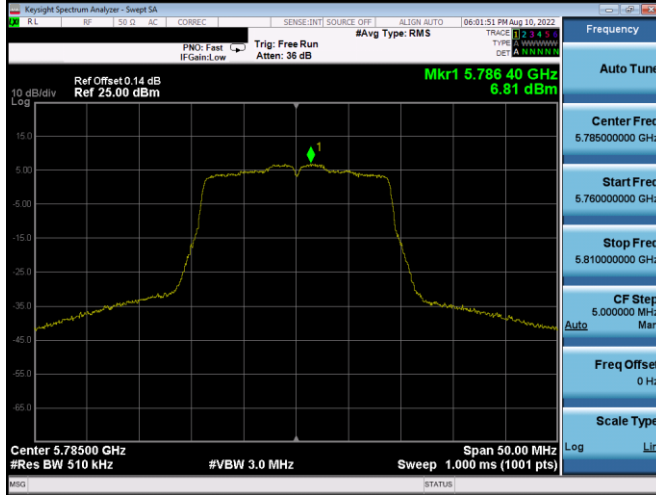 Keysight Spectrum Analyzer - Swept SA
R L RF 50 Ω AC CORREC SENSE:INT SOURCE OFF ALIGN AUTO 06:01:51 PM Aug 10, 2022
#Avg Type: RMS
TRACE 1 2 3 4 5 6
PNO: Fast Trig: Free Run TYPE A WWWWW
IFGain:Low Atten: 36 dB DET A N N N N N
Mkr1 5.786 40 GHz
6.81 dBm
Ref Offset 0.14 dB
10 dB/div Ref 25.00 dBm
Log
1
15.0
5.00
-5.00
-15.0
-25.0
-35.0
-45.0
-55.0
-65.0
Center 5.78500 GHz Span 50.00 MHz
#Res BW 510 kHz #VBW 3.0 MHz Sweep 1.000 ms (1001 pts)
MSG STATUS
Frequency
Auto Tune
Center Freq
5.785000000 GHz
Start Freq
5.760000000 GHz
Stop Freq
5.810000000 GHz
CF Step
5.000000 MHz
Auto Man
Freq Offset
0 Hz
Scale Type
Log Lin